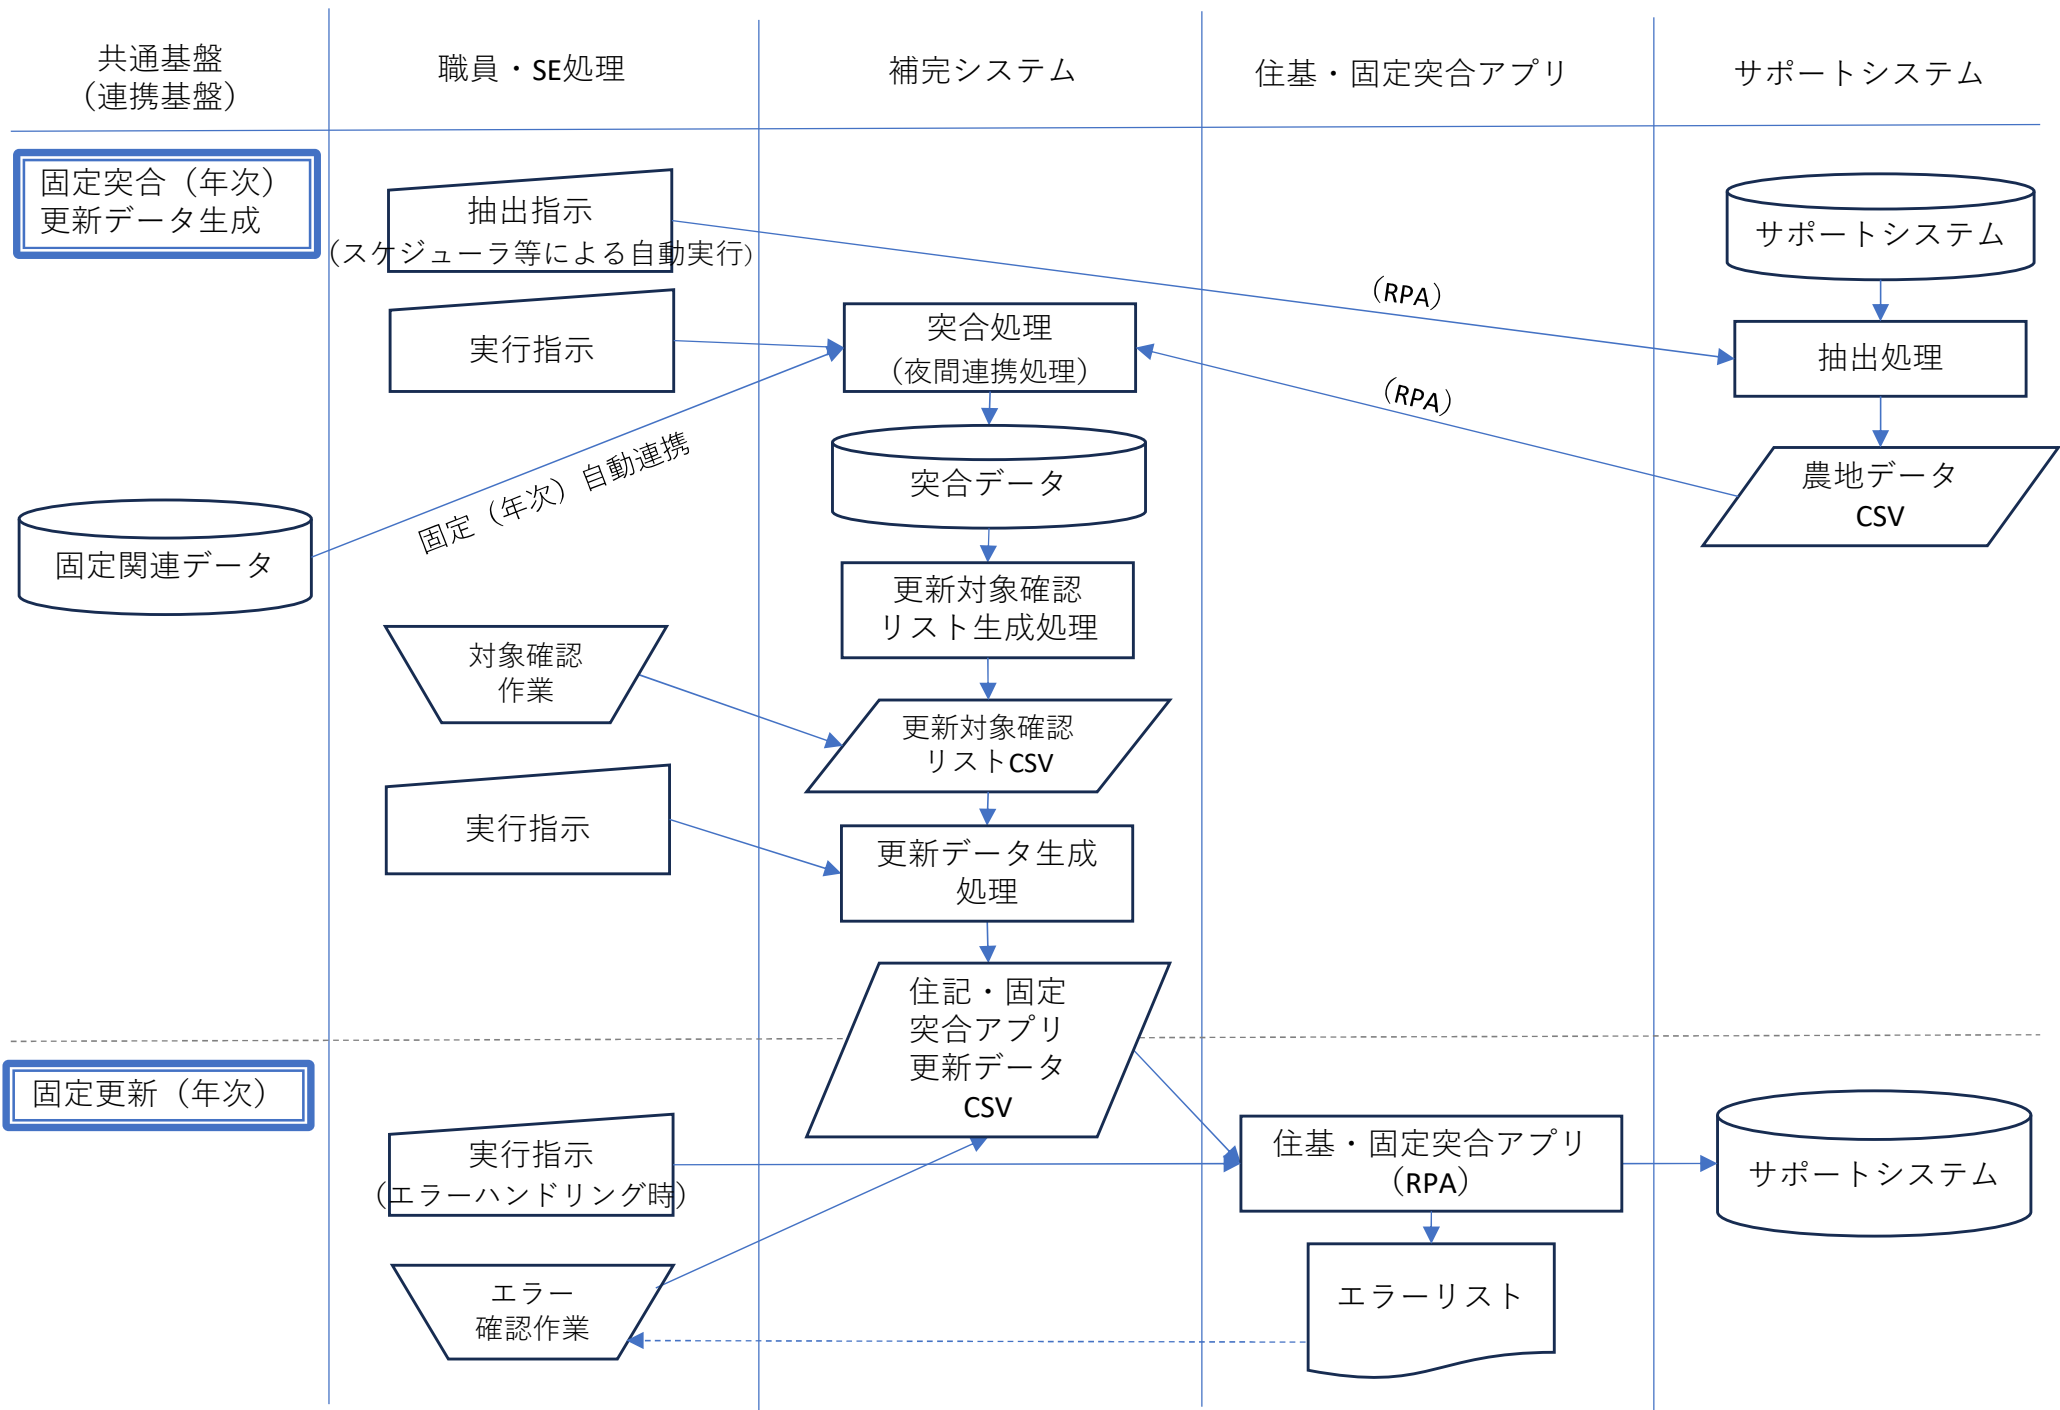 共通基盤
（連携基盤）
職員・SE処理
補完システム
住基・固定突合アプリ
サポートシステム
固定突合（年次）
更新データ生成
抽出指示
（スケジューラ等による自動実行）
サポートシステム
（RPA）
実行指示
突合処理
（夜間連携処理）
抽出処理
（RPA）
固定（年次）自動連携
突合データ
農地データ
CSV
固定関連データ
更新対象確認
リスト生成処理
対象確認
作業
更新対象確認
リストCSV
実行指示
更新データ生成
処理
住記・固定
突合アプリ
更新データ
CSV
固定更新（年次）
実行指示
（エラーハンドリング時）
住基・固定突合アプリ
（RPA）
サポートシステム
エラー
確認作業
エラーリスト